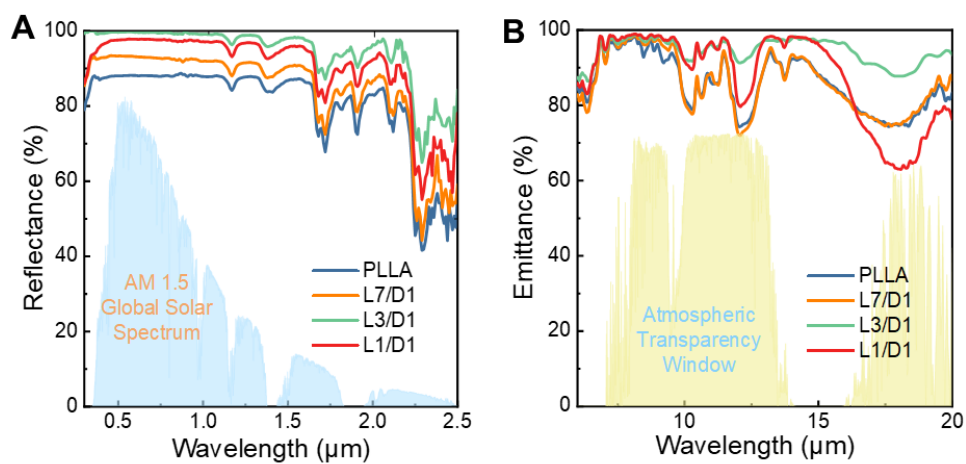 A
B
100
80
60
40
20
0
Reflectance (%)
AM 1.5
Global Solar
Spectrum
PLLA
L7/D1
L3/D1
L1/D1
0.5
1.0
1.5
2.0
2.5
Wavelength (μm)
100
80
60
40
20
0
Emittance (%)
Atmospheric
Transparency
Window
PLLA
L7/D1
L3/D1
L1/D1
10
15
20
Wavelength (μm)